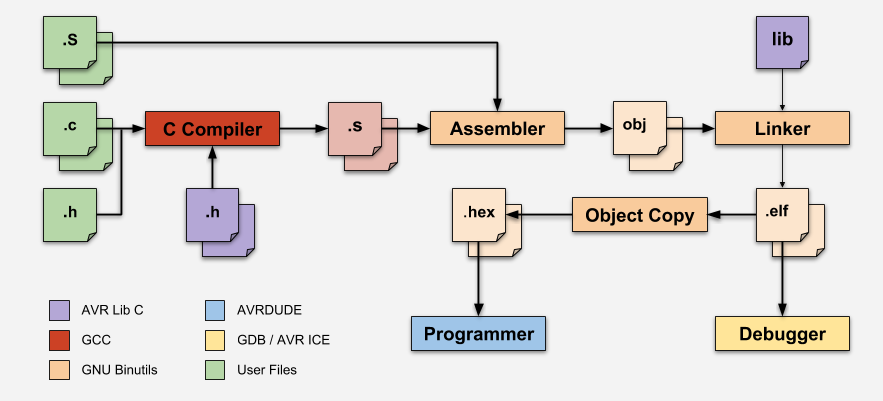 .S
lib
.c
C Compiler
.s
Assembler
obj
Linker
.h
.h
.hex
Object Copy
.elf
Programmer
Debugger
AVR Lib C
AVRDUDE
GCC
GDB / AVR ICE
GNU Binutils
User Files